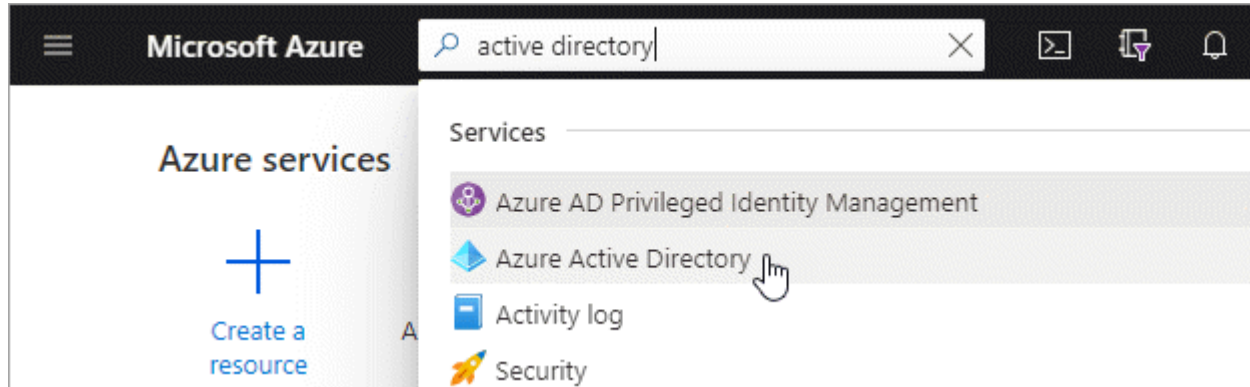 Microsoft Azure
active directory
Azure services
Services
Azure AD Privileged Identity Management
Azure Active Directory
Activity log
Security
Create a
resource
A